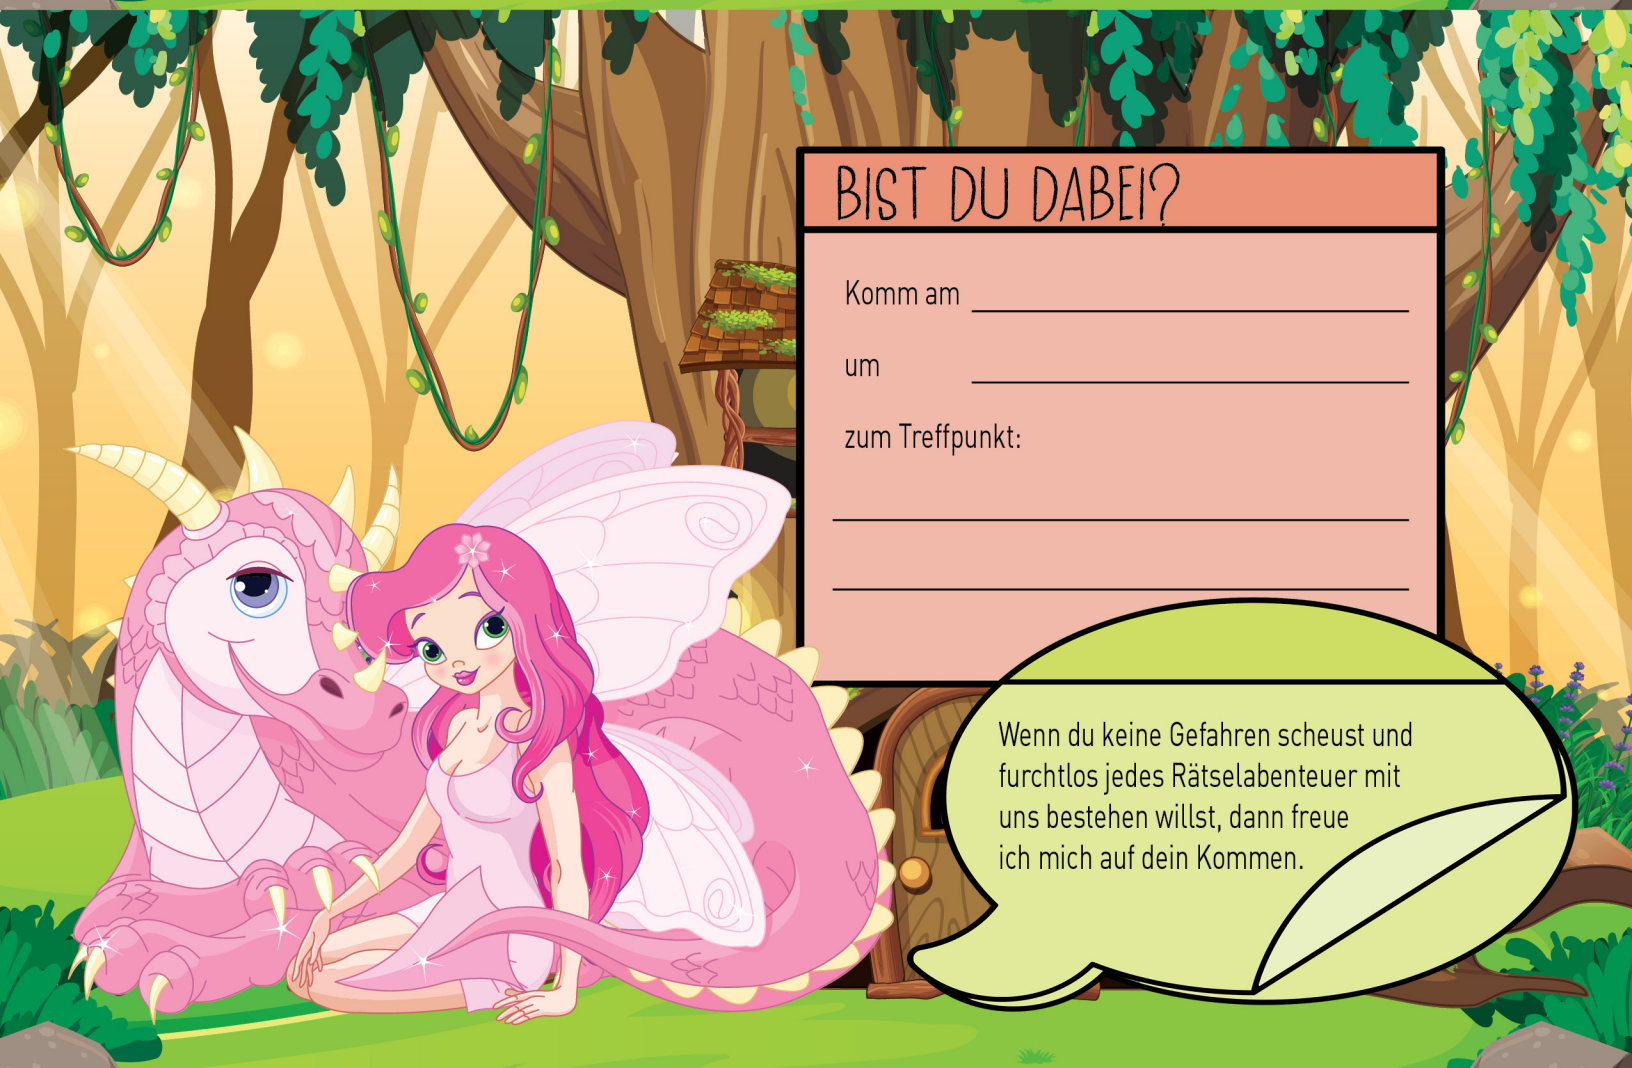 BIST DU DABEI?
Komm am
um
zum Treffpunkt:
Wenn du keine Gefahren scheust und
furchtlos jedes Rätselabenteuer mit
uns bestehen willst, dann freue
ich mich auf dein Kommen.